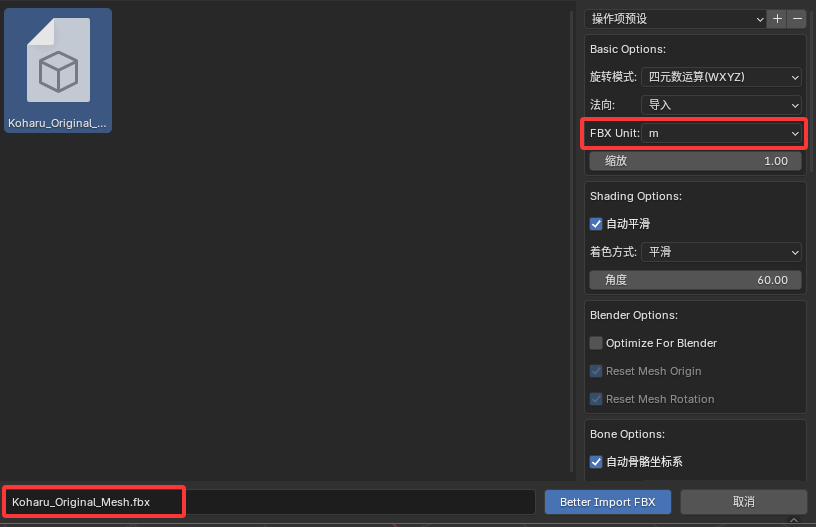 Koharu_Original_...
操作项预设
Basic Options:
旋转模式: 四元数运算(WXYZ)
法向: 导入
FBX Unit: m
缩放 1.00
Shading Options:
自动平滑
着色方式: 平滑
角度 60.00
Blender Options:
Optimize For Blender
Reset Mesh Origin
Reset Mesh Rotation
Bone Options:
自动骨骼坐标系
Koharu_Original_Mesh.fbx
Better Import FBX
取消